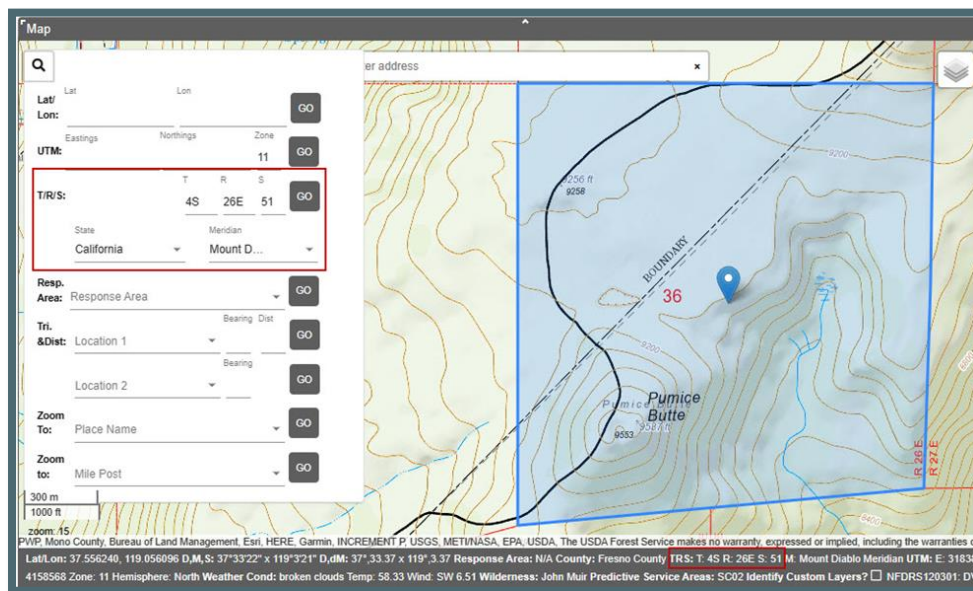 Map
er address
×
Lat/ Lon:
Lat
Lon
GO
UTM:
Eastings
Northings
Zone
11
GO
T/R/S:
T
R
S
4S
26E
51
GO
State
Meridian
California
Mount D...
Resp. Area:
Response Area
GO
Tri. &Dist:
Bearing
Dist
Location 1
GO
Bearing
Location 2
GO
Zoom To:
Place Name
GO
Zoom to:
Mile Post
GO
300 m
1000 ft
zoom: 15
9256 ft
9258
9200
BOUNDARY
36
9200
Pumice Butte
Pumice
Butte
9587 ft
9553
R 26 E
R 27 E
8400
PWP, Mono County, Bureau of Land Management, Esri, HERE, Garmin, INCREMENT P, USGS, METI/NASA, EPA, USDA, The USDA Forest Service makes no warranty, expressed or implied, including the warranties
Lat/Lon: 37.556240, 119.056096 D,M,S: 37°33'22" x 119°3'21" D,dM: 37°,33.37 x 119°,3.37 Response Area: N/A County: Fresno County TRS: T: 4S R: 26E S: 51 M: Mount Diablo Meridian UTM: E: 31838
4158568 Zone: 11 Hemisphere: North Weather Cond: broken clouds Temp: 58.33 Wind: SW 6.51 Wilderness: John Muir Predictive Service Areas: SC02 Identify Custom Layers? NFDRS120301: D